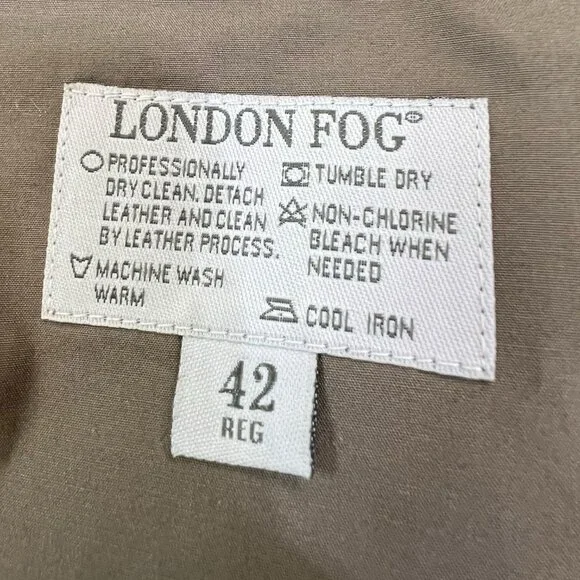 LONDON FOG®
PROFESSIONALLY
DRY CLEAN. DETACH
LEATHER AND CLEAN
BY LEATHER PROCESS.
MACHINE WASH
WARM
TUMBLE DRY
NON-CHLORINE
BLEACH WHEN
NEEDED
COOL IRON
42
REG